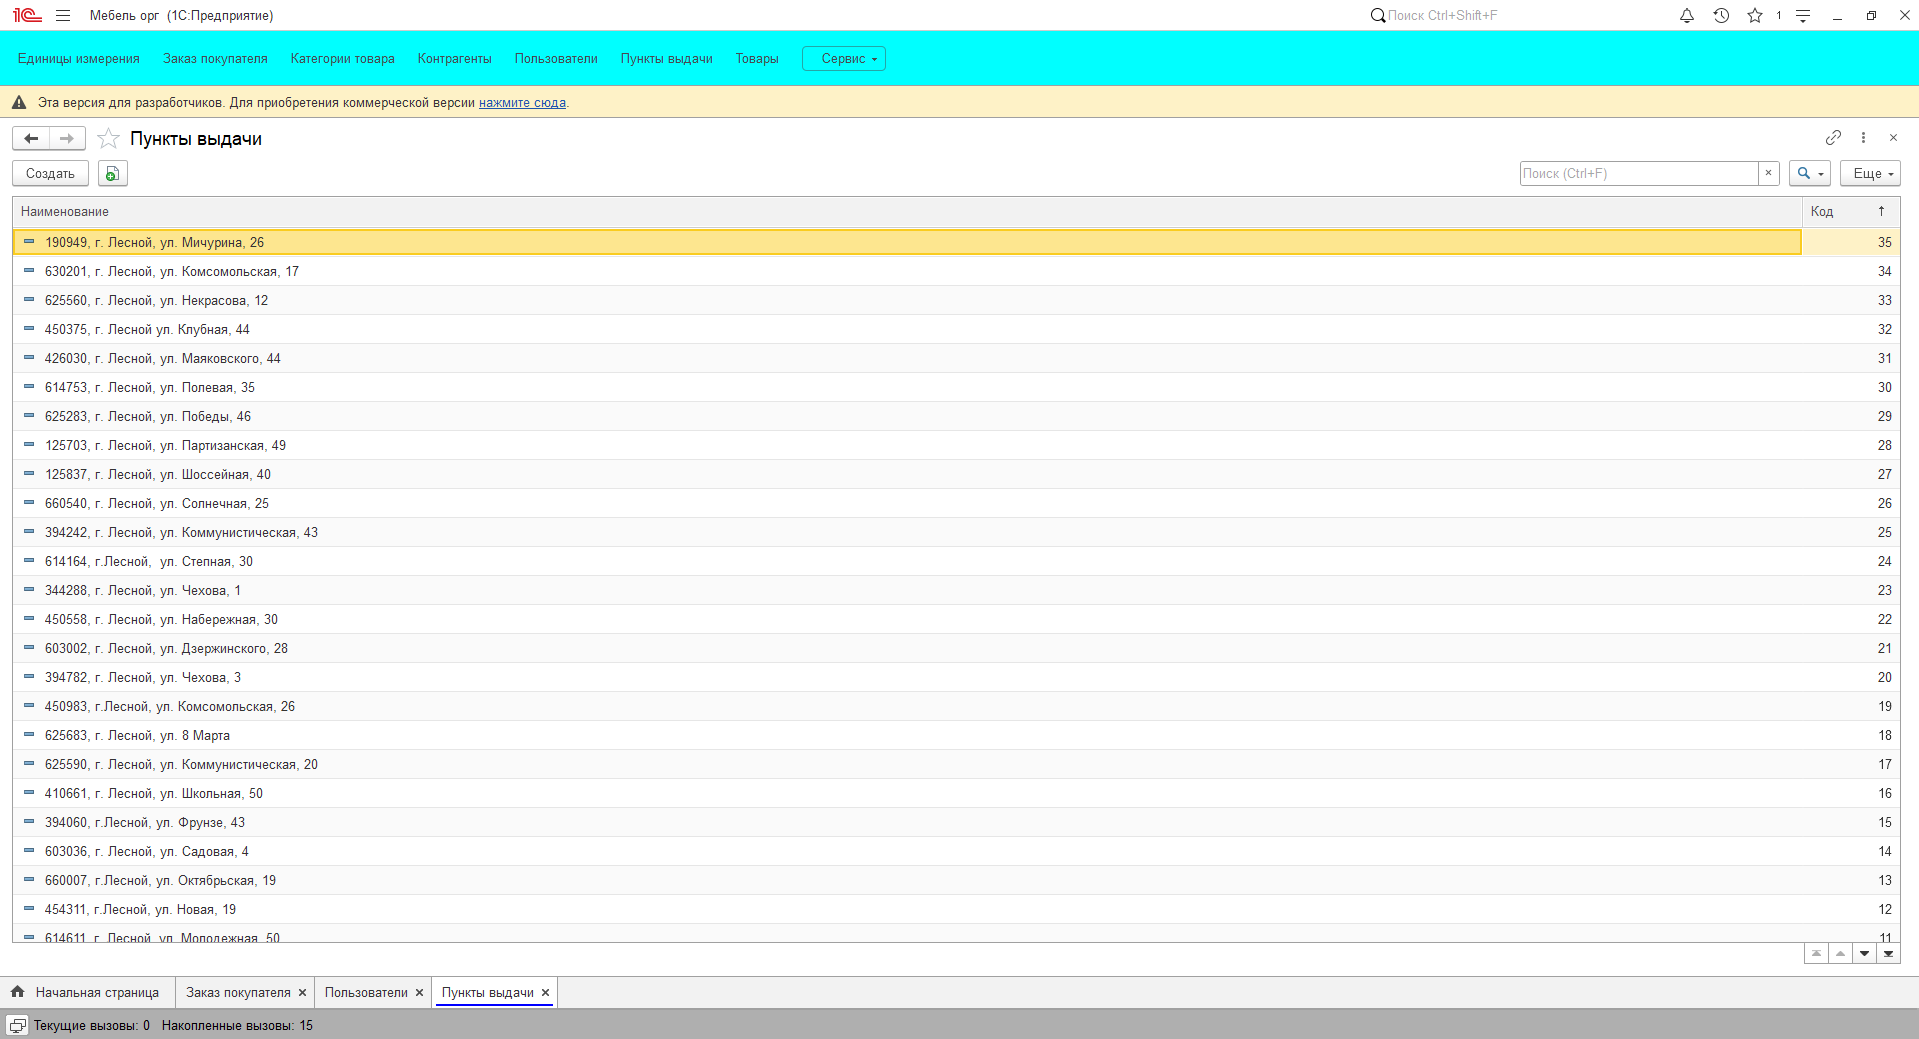 1С Мебель орг (1С:Предприятие) Поиск Ctrl+Shift+F 1
Единицы измерения Заказ покупателя Категории товара Контрагенты Пользователи Пункты выдачи Товары Сервис
Эта версия для разработчиков. Для приобретения коммерческой версии нажмите сюда.
Пункты выдачи
Создать Поиск (Ctrl+F) × Еще
Наименование Код ↑
190949, г. Лесной, ул. Мичурина, 26 35
630201, г. Лесной, ул. Комсомольская, 17 34
625560, г. Лесной, ул. Некрасова, 12 33
450375, г. Лесной ул. Клубная, 44 32
426030, г. Лесной, ул. Маяковского, 44 31
614753, г. Лесной, ул. Полевая, 35 30
625283, г. Лесной, ул. Победы, 46 29
125703, г. Лесной, ул. Партизанская, 49 28
125837, г. Лесной, ул. Шоссейная, 40 27
660540, г. Лесной, ул. Солнечная, 25 26
394242, г. Лесной, ул. Коммунистическая, 43 25
614164, г.Лесной,  ул. Степная, 30 24
344288, г. Лесной, ул. Чехова, 1 23
450558, г. Лесной, ул. Набережная, 30 22
603002, г. Лесной, ул. Дзержинского, 28 21
394782, г. Лесной, ул. Чехова, 3 20
450983, г.Лесной, ул. Комсомольская, 26 19
625683, г. Лесной, ул. 8 Марта 18
625590, г. Лесной, ул. Коммунистическая, 20 17
410661, г. Лесной, ул. Школьная, 50 16
394060, г.Лесной, ул. Фрунзе, 43 15
603036, г. Лесной, ул. Садовая, 4 14
660007, г.Лесной, ул. Октябрьская, 19 13
454311, г.Лесной, ул. Новая, 19 12
614611, г. Лесной, ул. Молодежная, 50 11
Начальная страница Заказ покупателя × Пользователи × Пункты выдачи ×
Текущие вызовы: 0 Накопленные вызовы: 15